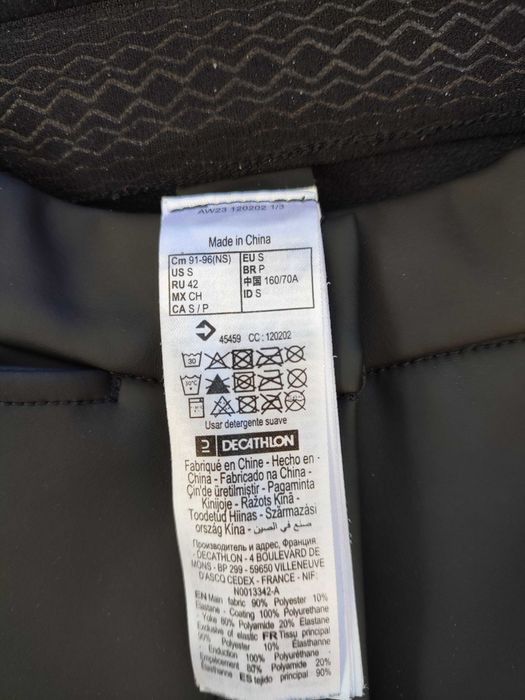 AW23 120202 1/3
Made in China
Cm 91-96(NS) EU S
US S BR P
RU 42 中国 160/70A
MX CH ID S
CA S / P
45459 CC : 120202
30
30°C
Usar detergente suave
DECATHLON
Fabriqué en Chine - Hecho en
China - Fabricado na China -
Çin'de üretilmiştir - Pagaminta
Kinijoje - Ražots Ķīnā -
Toodetud Hiinas - Származási
ország Kína - صنع في الصين
Производитель и адрес, Франция
- DECATHLON - 4 BOULEVARD DE
MONS - BP 299 - 59650 VILLENEUVE
D'ASCQ CEDEX - FRANCE - NIF:
N0013342-A
EN Main fabric 90% Polyester 10%
Elastane - Coating 100% Polyurethane
- Yoke 80% Polyamide 20% Elastane
Exclusive of elastic FR Tissu principal
90% Polyester 10% Élasthanne
- Enduction 100% Polyuréthane -
Empiècement 80% Polyamide 20%
Élasthanne ES tejido principal 90%